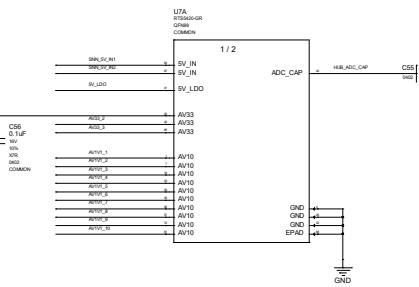 U7A
RTS5420-GR
QFN88
COMMON
1 / 2
SNN_5V_IN1
5V_IN
SNN_5V_IN2
5V_IN
ADC_CAP
HUB_ADC_CAP
C55
0402
5V_LDO
5V_LDO
AV33
AV33_2
AV33
AV33_3
AV33
C56
0.1uF
16V
10%
X7R
0402
COMMON
AV1V1_1
AV10
AV1V1_2
AV10
AV1V1_3
AV10
AV1V1_4
AV10
AV1V1_5
AV10
AV1V1_6
AV10
AV1V1_7
AV10
GND
AV1V1_8
AV10
GND
AV1V1_9
AV10
GND
AV1V1_10
AV10
EPAD
GND